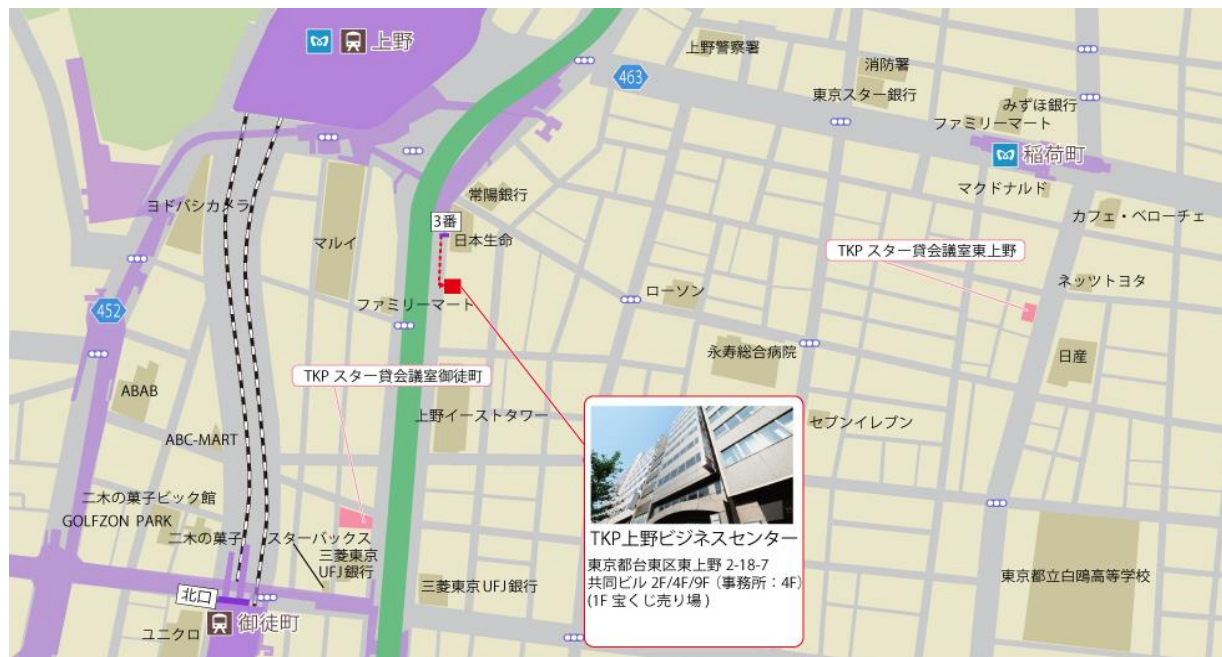 上野
上野警察署
消防署
463
東京スター銀行
みずほ銀行
ファミリーマート
稲荷町
マクドナルド
常陽銀行
カフェ・ベローチェ
ヨドバシカメラ
3番
日本生命
マルイ
TKP スター貸会議室東上野
ネッツトヨタ
ローソン
ファミリーマート
452
永寿総合病院
日産
TKP スター貸会議室御徒町
ABAB
上野イーストタワー
セブンイレブン
ABC-MART
二木の菓子ビック館
GOLFZON PARK
二木の菓子
スターバックス
三菱東京
UFJ銀行
三菱東京UFJ銀行
TKP上野ビジネスセンター
東京都台東区東上野 2-18-7
共同ビル 2F/4F/9F (事務所：4F)
(1F 宝くじ売り場)
東京都立白鴎高等学校
北口
御徒町
ユニクロ